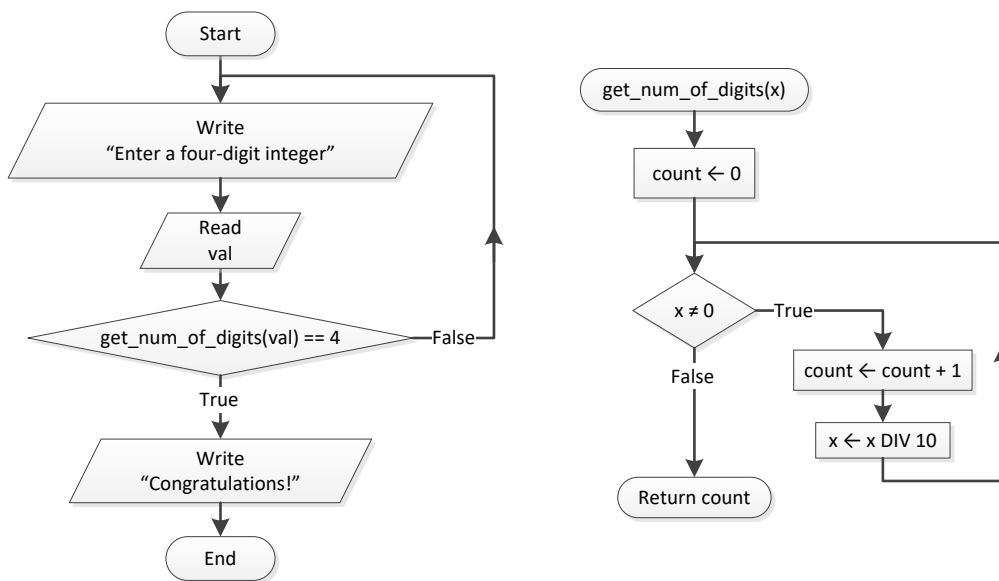 Start
Write
“Enter a four-digit integer”
Read
val
get_num_of_digits(val) == 4
False
True
Write
“Congratulations!”
End
get_num_of_digits(x)
count ← 0
x ≠ 0
True
False
count ← count + 1
x ← x DIV 10
Return count